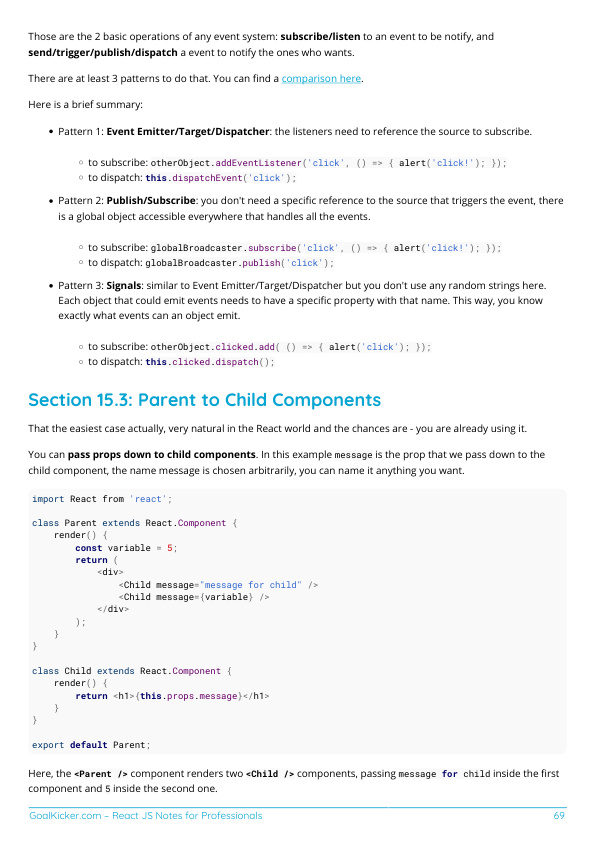 Those are the 2 basic operations of any event system: subscribe/listen to an event to be notify, and
send/trigger/publish/dispatch a event to notify the ones who wants.
There are at least 3 patterns to do that. You can find a comparison here.
Here is a brief summary:
• Pattern 1: Event Emitter/Target/Dispatcher: the listeners need to reference the source to subscribe.
◦ to subscribe: otherObject.addEventListener('click', () => { alert('click!'); });
◦ to dispatch: this.dispatchEvent('click');
• Pattern 2: Publish/Subscribe: you don't need a specific reference to the source that triggers the event, there
is a global object accessible everywhere that handles all the events.
◦ to subscribe: globalBroadcaster.subscribe('click', () => { alert('click!'); });
◦ to dispatch: globalBroadcaster.publish('click');
• Pattern 3: Signals: similar to Event Emitter/Target/Dispatcher but you don't use any random strings here.
Each object that could emit events needs to have a specific property with that name. This way, you know
exactly what events can an object emit.
◦ to subscribe: otherObject.clicked.add( () => { alert('click'); });
◦ to dispatch: this.clicked.dispatch();
Section 15.3: Parent to Child Components
That the easiest case actually, very natural in the React world and the chances are - you are already using it.
You can pass props down to child components. In this example message is the prop that we pass down to the
child component, the name message is chosen arbitrarily, you can name it anything you want.
import React from 'react';
class Parent extends React.Component {
    render() {
        const variable = 5;
        return (
            <div>
                <Child message="message for child" />
                <Child message={variable} />
            </div>
        );
    }
}
class Child extends React.Component {
    render() {
        return <h1>{this.props.message}</h1>
    }
}
export default Parent;
Here, the <Parent /> component renders two <Child /> components, passing message for child inside the first
component and 5 inside the second one.
GoalKicker.com – React JS Notes for Professionals 69